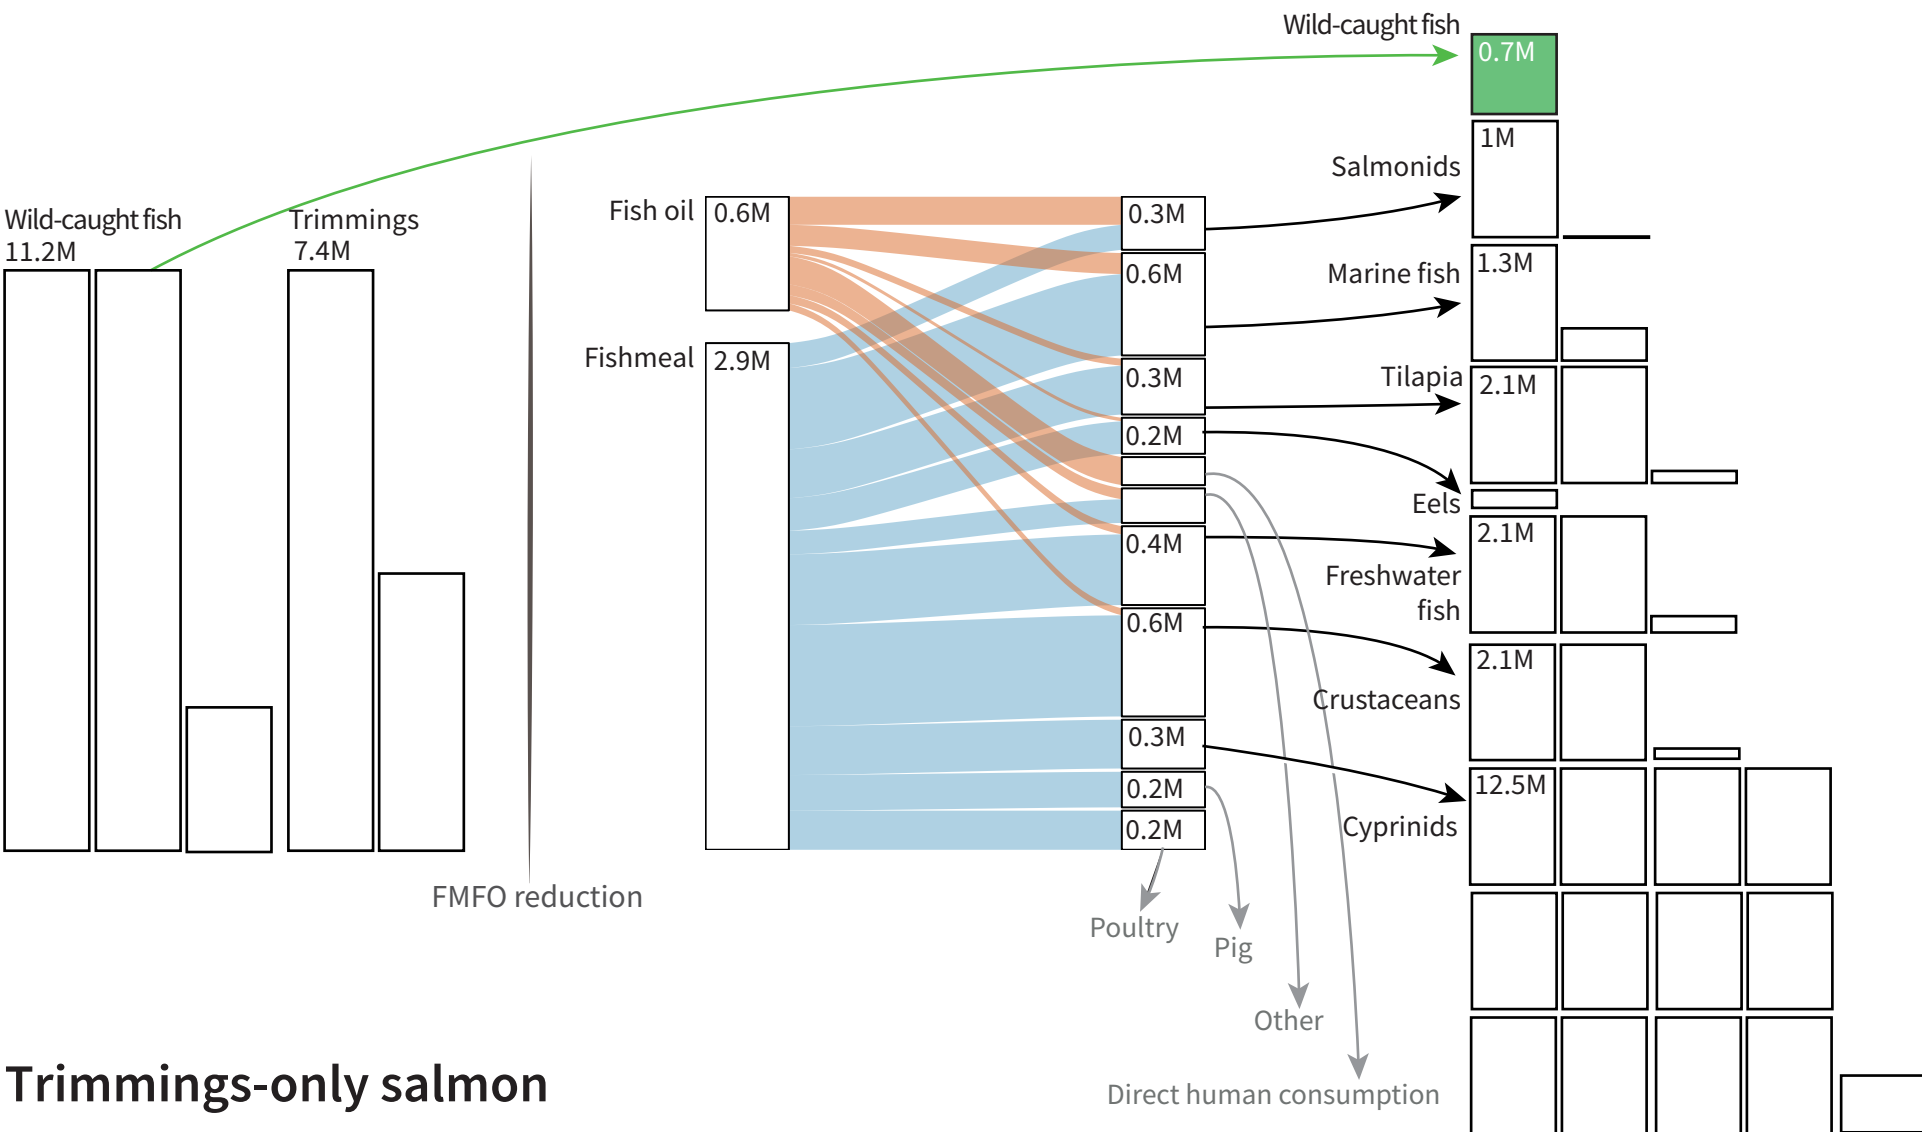 Wild-caught fish
0.7M
1M
Salmonids
Wild-caught fish
11.2M
Trimmings
7.4M
Fish oil
0.6M
0.3M
Marine fish
1.3M
0.6M
Fishmeal
2.9M
0.3M
Tilapia
2.1M
0.2M
Eels
0.4M
2.1M
Freshwater
fish
0.6M
2.1M
Crustaceans
0.3M
12.5M
0.2M
0.2M
Cyprinids
FMFO reduction
Poultry
Pig
Other
Trimmings-only salmon
Direct human consumption